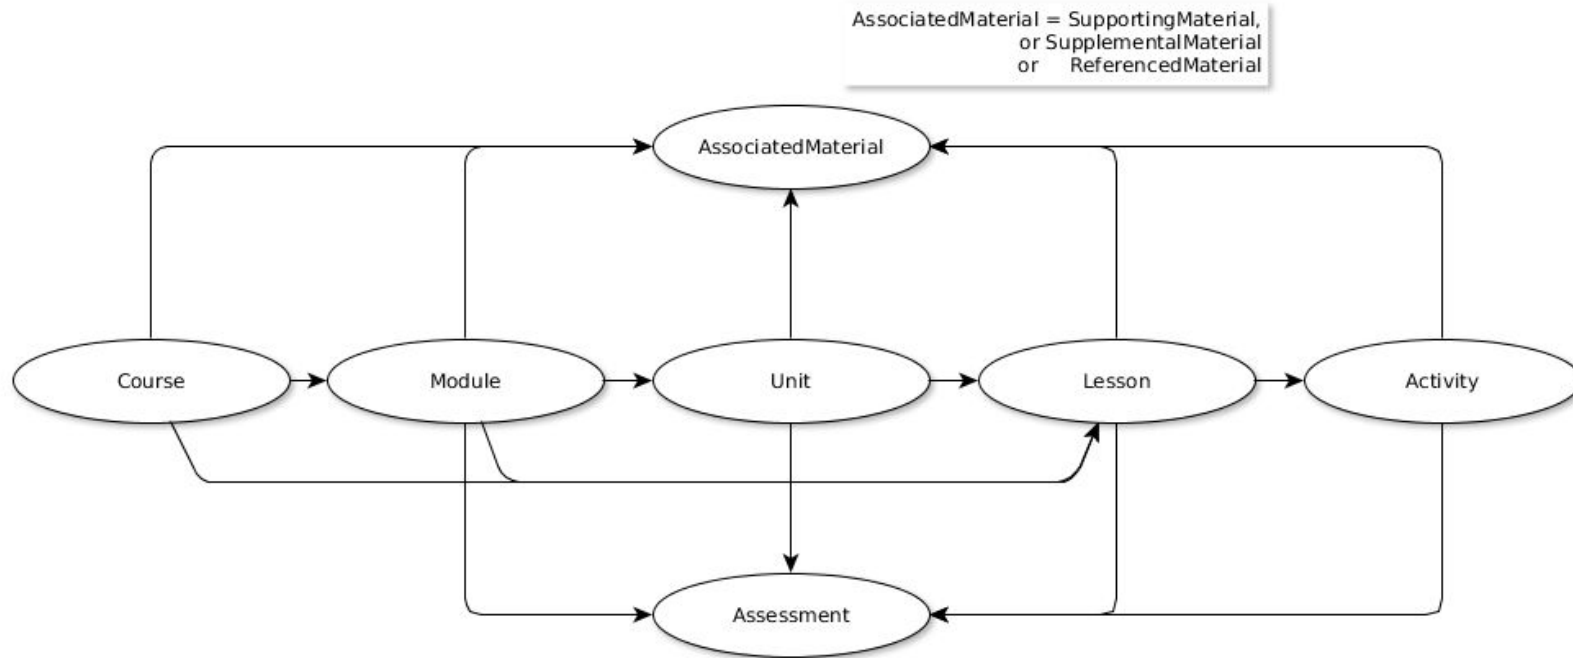 AssociatedMaterial = SupportingMaterial,
or SupplementalMaterial
or ReferencedMaterial
AssociatedMaterial
Course
Module
Unit
Lesson
Activity
Assessment